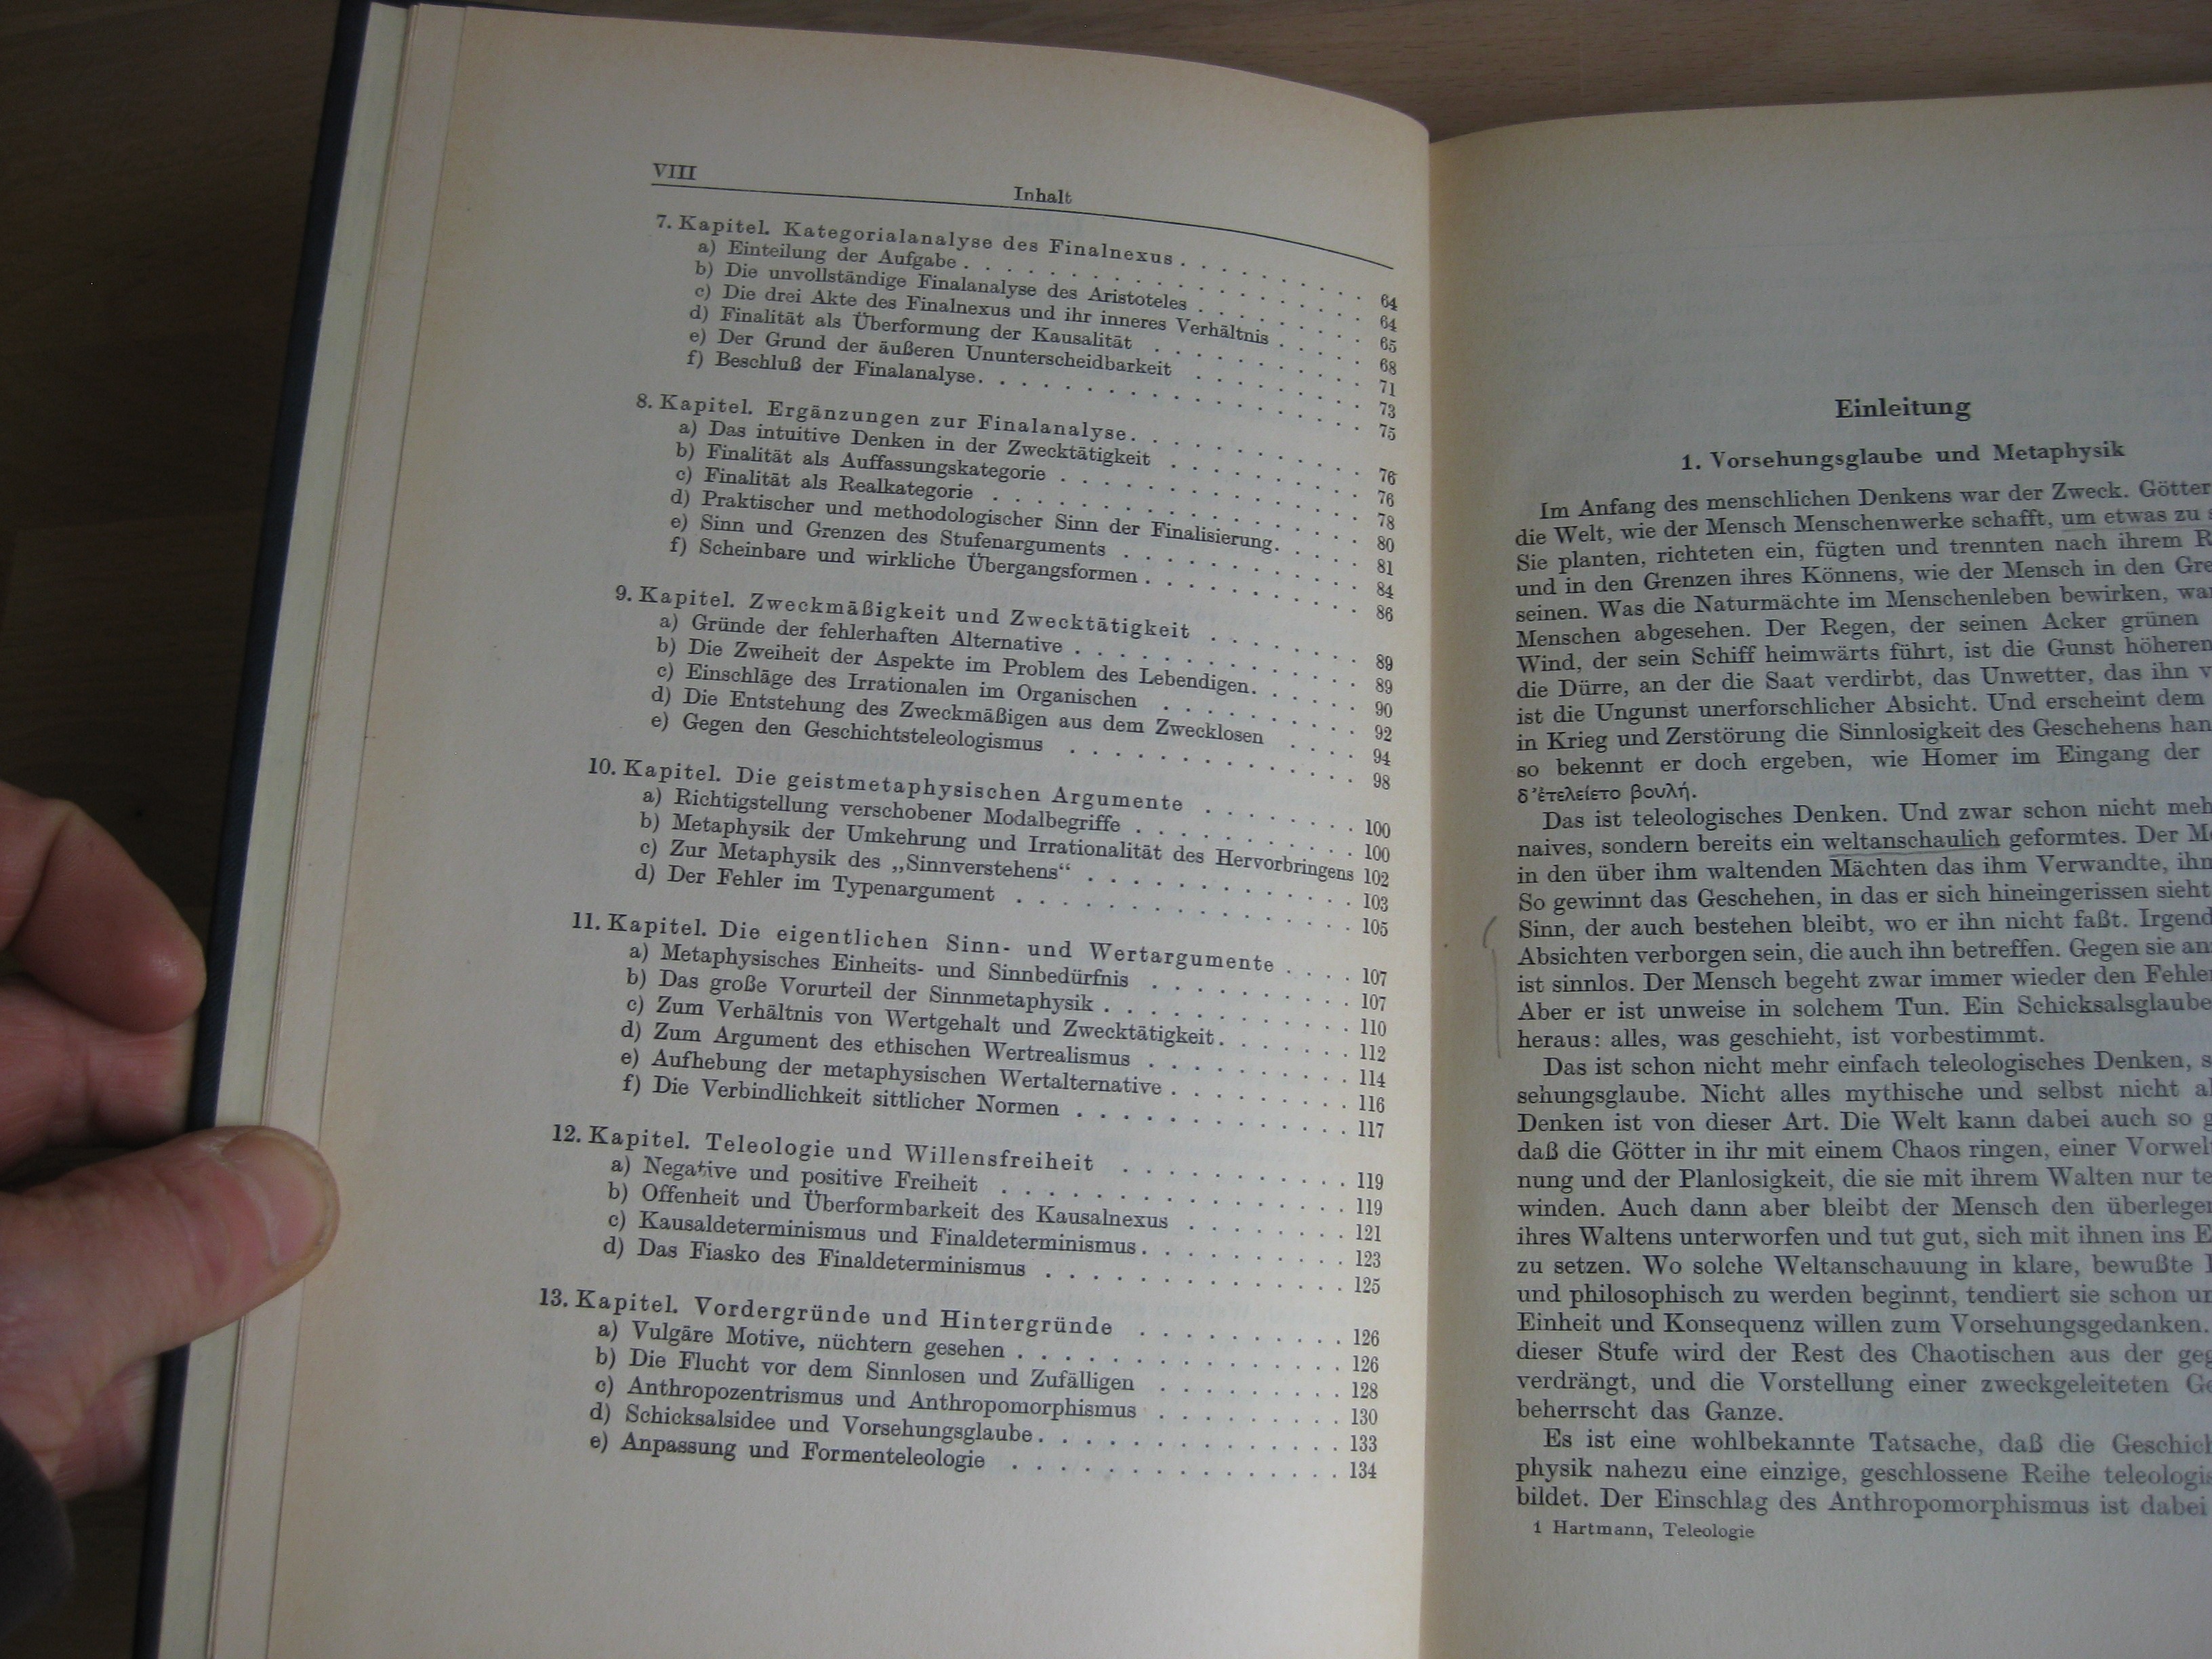 VIII
Inhalt
7. Kapitel. Kategorialanalyse des Finalnexus . . . . . . . . 64
a) Einteilung der Aufgabe . . . . . . . . . . . . . . . . 64
b) Die unvollständige Finalanalyse des Aristoteles . . . . . . . 65
c) Die drei Akte des Finalnexus und ihr inneres Verhältnis . . . . 68
d) Finalität als Überformung der Kausalität . . . . . . . . . 71
e) Der Grund der äußeren Ununterscheidbarkeit . . . . . . . 73
f) Beschluß der Finalanalyse. . . . . . . . . . . . . . . 75
8. Kapitel. Ergänzungen zur Finalanalyse. . . . . . . . . . 76
a) Das intuitive Denken in der Zwecktätigkeit . . . . . . . . 76
b) Finalität als Auffassungskategorie . . . . . . . . . . . . 78
c) Finalität als Realkategorie . . . . . . . . . . . . . . 80
d) Praktischer und methodologischer Sinn der Finalisierung. . . . 81
e) Sinn und Grenzen des Stufenarguments . . . . . . . . . . 84
f) Scheinbare und wirkliche Übergangsformen . . . . . . . . . 86
9. Kapitel. Zweckmäßigkeit und Zwecktätigkeit . . . . . . . 89
a) Gründe der fehlerhaften Alternative . . . . . . . . . . . 89
b) Die Zweiheit der Aspekte im Problem des Lebendigen. . . . . 90
c) Einschläge des Irrationalen im Organischen . . . . . . . . 92
d) Die Entstehung des Zweckmäßigen aus dem Zwecklosen . . . . 94
e) Gegen den Geschichtsteleologismus . . . . . . . . . . . . 98
10. Kapitel. Die geistmetaphysischen Argumente . . . . . . . 100
a) Richtigstellung verschobener Modalbegriffe . . . . . . . . . 100
b) Metaphysik der Umkehrung und Irrationalität des Hervorbringens 102
c) Zur Metaphysik des „Sinnverstehens“ . . . . . . . . . . . 103
d) Der Fehler im Typenargument . . . . . . . . . . . . . 105
11. Kapitel. Die eigentlichen Sinn- und Wertargumente . . . . 107
a) Metaphysisches Einheits- und Sinnbedürfnis . . . . . . . . . 107
b) Das große Vorurteil der Sinnmetaphysik . . . . . . . . . . 110
c) Zum Verhältnis von Wertgehalt und Zwecktätigkeit. . . . . . 112
d) Zum Argument des ethischen Wertrealismus . . . . . . . . . 114
e) Aufhebung der metaphysischen Wertalternative . . . . . . . . 116
f) Die Verbindlichkeit sittlicher Normen . . . . . . . . . . . 117
12. Kapitel. Teleologie und Willensfreiheit . . . . . . . . . 119
a) Negative und positive Freiheit . . . . . . . . . . . . . 119
b) Offenheit und Überformbarkeit des Kausalnexus . . . . . . . 121
c) Kausaldeterminismus und Finaldeterminismus. . . . . . . . . 123
d) Das Fiasko des Finaldeterminismus . . . . . . . . . . . . 125
13. Kapitel. Vordergründe und Hintergründe . . . . . . . . . 126
a) Vulgäre Motive, nüchtern gesehen . . . . . . . . . . . . . 126
b) Die Flucht vor dem Sinnlosen und Zufälligen . . . . . . . . 128
c) Anthropozentrismus und Anthropomorphismus . . . . . . . . 130
d) Schicksalsidee und Vorsehungsglaube . . . . . . . . . . . . 133
e) Anpassung und Formenteleologie . . . . . . . . . . . . . . 134
Einleitung
1. Vorsehungsglaube und Metaphysik
Im Anfang des menschlichen Denkens war der Zweck. Götter
die Welt, wie der Mensch Menschenwerke schafft, um etwas zu
Sie planten, richteten ein, fügten und trennten nach ihrem
und in den Grenzen ihres Könnens, wie der Mensch in den
seinen. Was die Naturmächte im Menschenleben bewirken,
Menschen abgesehen. Der Regen, der seinen Acker grünen
Wind, der sein Schiff heimwärts führt, ist die Gunst höheren
die Dürre, an der die Saat verdirbt, das Unwetter, das ihn
ist die Ungunst unerforschlicher Absicht. Und erscheint dem
in Krieg und Zerstörung die Sinnlosigkeit des Geschehens
so bekennt er doch ergeben, wie Homer im Eingang der
δ’ἐτελείετο βουλή.
Das ist teleologisches Denken. Und zwar schon nicht
naives, sondern bereits ein weltanschaulich geformtes. Der
in den über ihm waltenden Mächten das ihm Verwandte,
So gewinnt das Geschehen, in das er sich hineingerissen sieht
Sinn, der auch bestehen bleibt, wo er ihn nicht faßt.
Absichten verborgen sein, die auch ihn betreffen. Gegen sie
ist sinnlos. Der Mensch begeht zwar immer wieder den
Aber er ist unweise in solchem Tun. Ein Schicksalsglaube
heraus: alles, was geschieht, ist vorbestimmt.
Das ist schon nicht mehr einfach teleologisches Denken,
sehungsglaube. Nicht alles mythische und selbst nicht
Denken ist von dieser Art. Die Welt kann dabei auch so
daß die Götter in ihr mit einem Chaos ringen, einer
nung und der Planlosigkeit, die sie mit ihrem Walten nur
winden. Auch dann aber bleibt der Mensch den
ihres Waltens unterworfen und tut gut, sich mit ihnen ins
zu setzen. Wo solche Weltanschauung in klare, bewußte
und philosophisch zu werden beginnt, tendiert sie schon
Einheit und Konsequenz willen zum Vorsehungsgedanken.
dieser Stufe wird der Rest des Chaotischen aus der
verdrängt, und die Vorstellung einer zweckgeleiteten
beherrscht das Ganze.
Es ist eine wohlbekannte Tatsache, daß die
physik nahezu eine einzige, geschlossene Reihe
bildet. Der Einschlag des Anthropomorphismus ist dabei
1 Hartmann, Teleologie